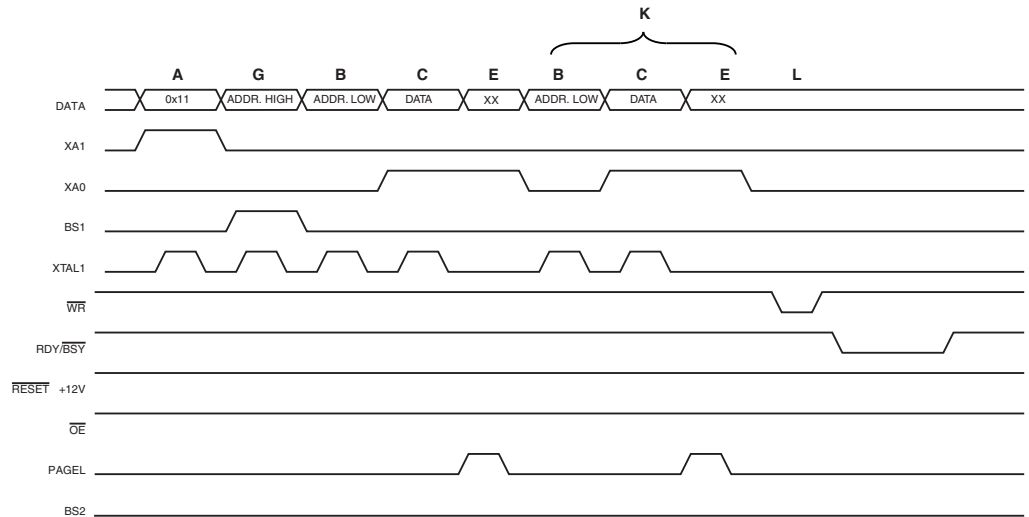 K
A G B C E B C E L
DATA 0x11 ADDR. HIGH ADDR. LOW DATA XX ADDR. LOW DATA XX
XA1
XA0
BS1
XTAL1
WR
RDY/BSY
RESET +12V
OE
PAGEL
BS2